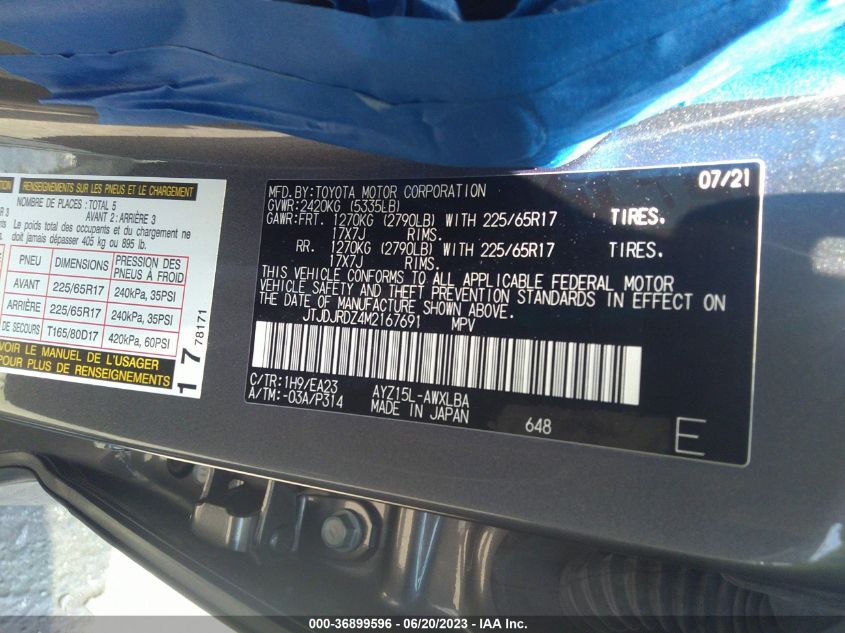 RENSEIGNEMENTS SUR LES PNEUS ET LE CHARGEMENT
NOMBRE DE PLACES: TOTAL 5
AVANT 2: ARRIÈRE 3
Le poids total des occupants et du chargement ne
doit jamais dépasser 405 kg ou 895 lb.
PNEU DIMENSIONS PRESSION DES PNEUS À FROID
AVANT 225/65R17 240kPa, 35PSI
ARRIÈRE 225/65R17 240kPa, 35PSI
DE SECOURS T165/80D17 420kPa, 60PSI
VOIR LE MANUEL DE L'USAGER
POUR PLUS DE RENSEIGNEMENTS
17 78171
07/21
MFD.BY:TOYOTA MOTOR CORPORATION
GVWR:2420KG (5335LB)
GAWR:FRT. 1270KG (2790LB) WITH 225/65R17 TIRES.
17X7J RIMS.
RR. 1270KG (2790LB) WITH 225/65R17 TIRES.
17X7J RIMS.
THIS VEHICLE CONFORMS TO ALL APPLICABLE FEDERAL MOTOR
VEHICLE SAFETY AND THEFT PREVENTION STANDARDS IN EFFECT ON
THE DATE OF MANUFACTURE SHOWN ABOVE.
JTJDJRDZ4M2167691 MPV
C/TR:1H9/EA23 AYZ15L-AWXLBA
A/TM:-03A/P314 MADE IN JAPAN
648
E
000-36899596 / 06/20/2023 / IAA Inc.